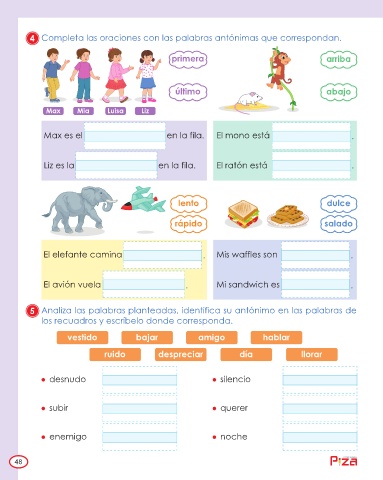 4 Completa las oraciones con las palabras antónimas que correspondan.
primera
arriba
último
abajo
Max Mia Luisa Liz
Max es el en la fila.
El mono está .
Liz es la en la fila.
El ratón está .
lento
dulce
rápido
salado
El elefante camina .
Mis waffles son .
El avión vuela .
Mi sandwich es .
5 Analiza las palabras planteadas, identifica su antónimo en las palabras de
los recuadros y escríbelo donde corresponda.
vestido bajar amigo hablar
ruido despreciar día llorar
• desnudo
• silencio
• subir
• querer
• enemigo
• noche
48
Piza